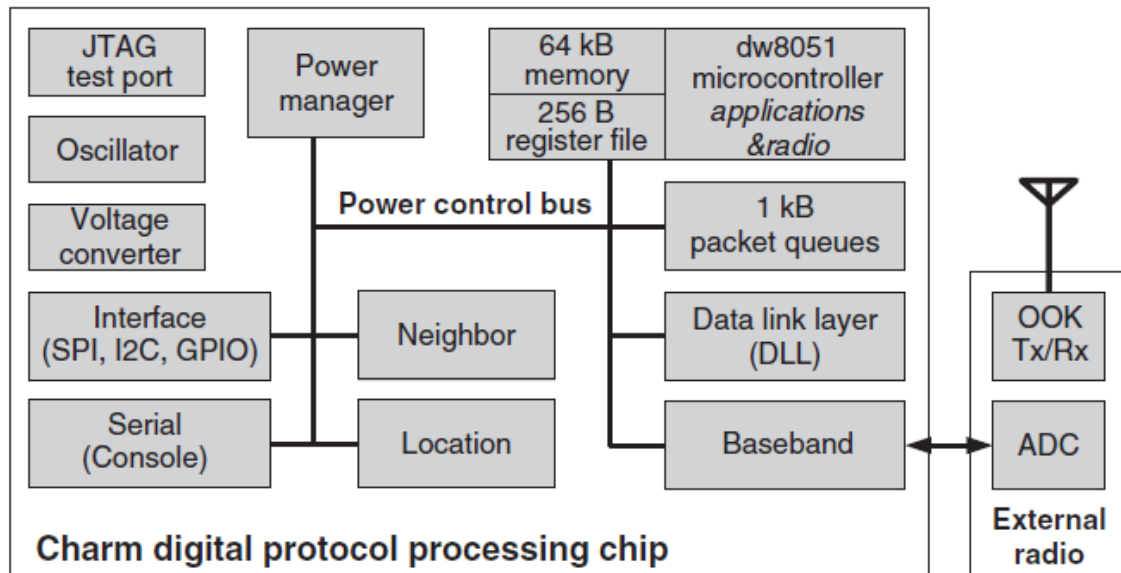 JTAG
test port
Oscillator
Voltage
converter
Power
manager
64 kB
memory
256 B
register file
dw8051
microcontroller
applications
&radio
Power control bus
1 kB
packet queues
Interface
(SPI, I2C, GPIO)
Neighbor
Data link layer
(DLL)
OOK
Tx/Rx
Serial
(Console)
Location
Baseband
ADC
External
radio
Charm digital protocol processing chip